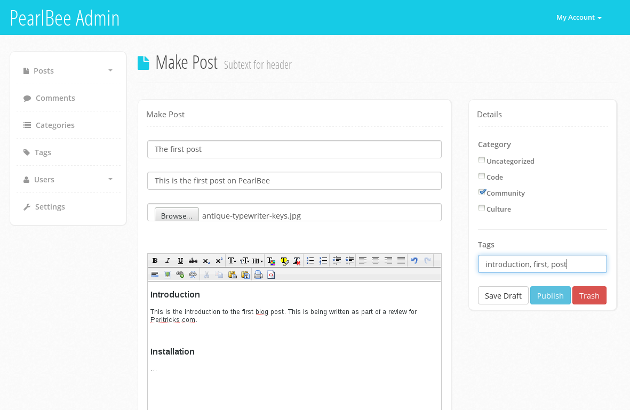 PearlBee Admin
My Account
Posts
Comments
Categories
Tags
Users
Settings
Make Post Subtext for header
Make Post
The first post
This is the first post on PearlBee
Browse... antique-typewriter-keys.jpg
Introduction
This is the introduction to the first blog post. This is being written as part of a review for
Perltricks.com.
Installation
...
Details
Category
Uncategorized
Code
Community
Culture
Tags
introduction, first, post
Save Draft Publish Trash